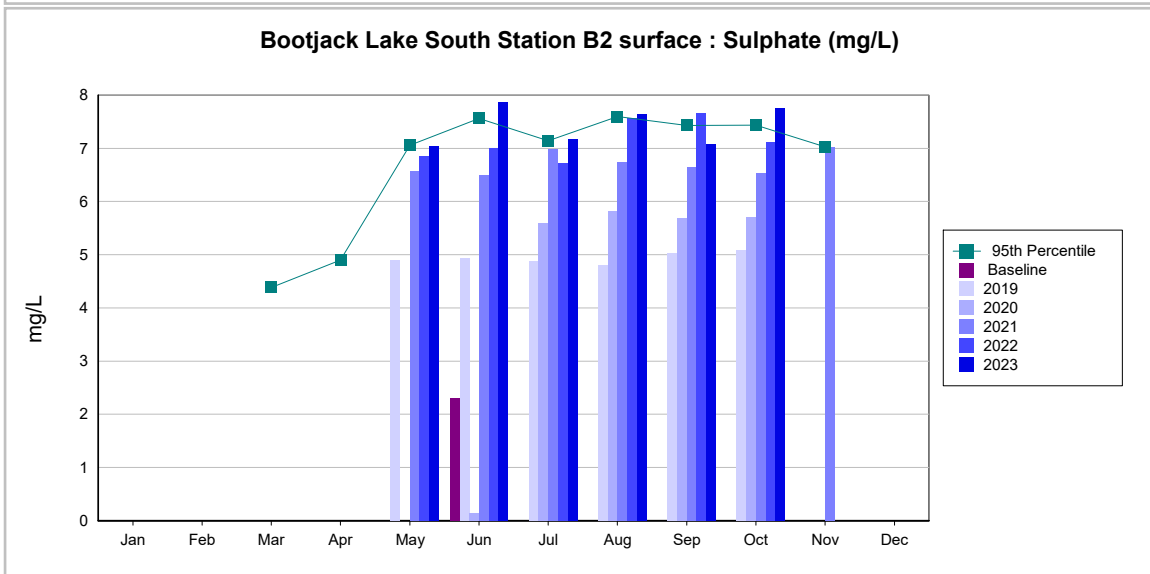 Bootjack Lake South Station B2 surface : Sulphate (mg/L)
mg/L
8
7
6
5
4
3
2
1
0
Jan Feb Mar Apr May Jun Jul Aug Sep Oct Nov Dec
95th Percentile
Baseline
2019
2020
2021
2022
2023